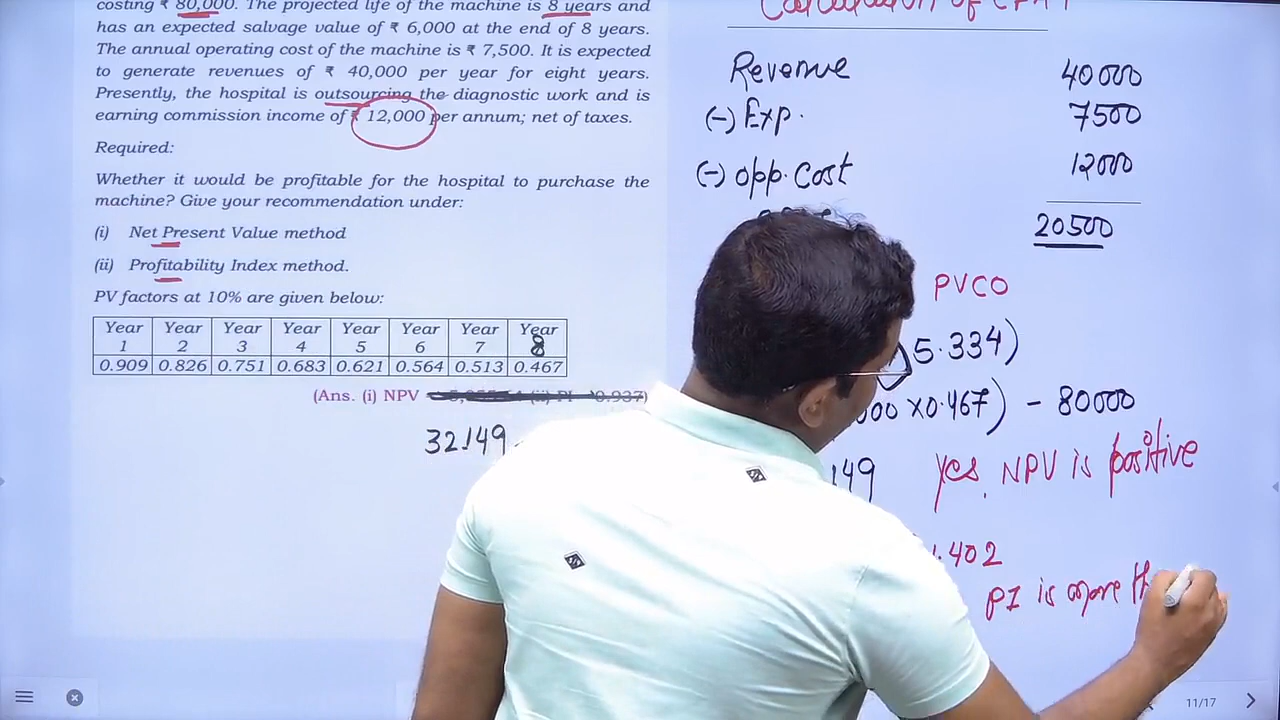 costing ₹ 80,000. The projected life of the machine is 8 years and
has an expected salvage value of ₹ 6,000 at the end of 8 years.
The annual operating cost of the machine is ₹ 7,500. It is expected
to generate revenues of ₹ 40,000 per year for eight years.
Presently, the hospital is outsourcing the diagnostic work and is
earning commission income of ₹ 12,000 per annum; net of taxes.
Required:
Whether it would be profitable for the hospital to purchase the
machine? Give your recommendation under:
(i) Net Present Value method
(ii) Profitability Index method.
PV factors at 10% are given below:
Year Year Year Year Year Year Year Year
1 2 3 4 5 6 7 8
0.909 0.826 0.751 0.683 0.621 0.564 0.513 0.467
(Ans. (i) NPV
32149
Calculation of CFAT
Revenue 40000
(-) Exp. 7500
(-) Opp. Cost 12000
20500
PVCO
5.334)
000 x0.467) - 80000
149 Yes, NPV is positive
.402
PI is more th
11/17